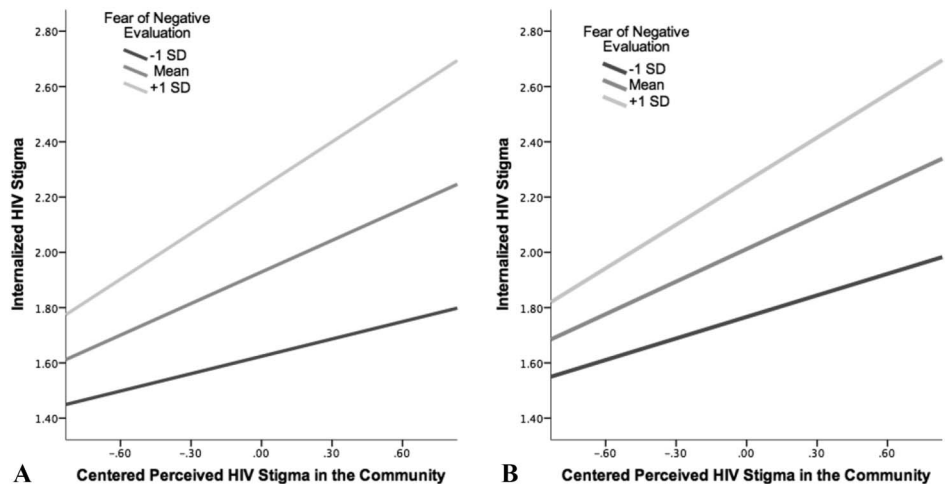 Fear of Negative
Evaluation
-1 SD
Mean
+1 SD
2.80
2.60
2.40
2.20
2.00
1.80
1.60
1.40
Internalized HIV Stigma
-.60
-.30
.00
.30
.60
Centered Perceived HIV Stigma in the Community
A
Fear of Negative
Evaluation
-1 SD
Mean
+1 SD
2.80
2.60
2.40
2.20
2.00
1.80
1.60
1.40
Internalized HIV Stigma
-.60
-.30
.00
.30
.60
Centered Perceived HIV Stigma in the Community
B